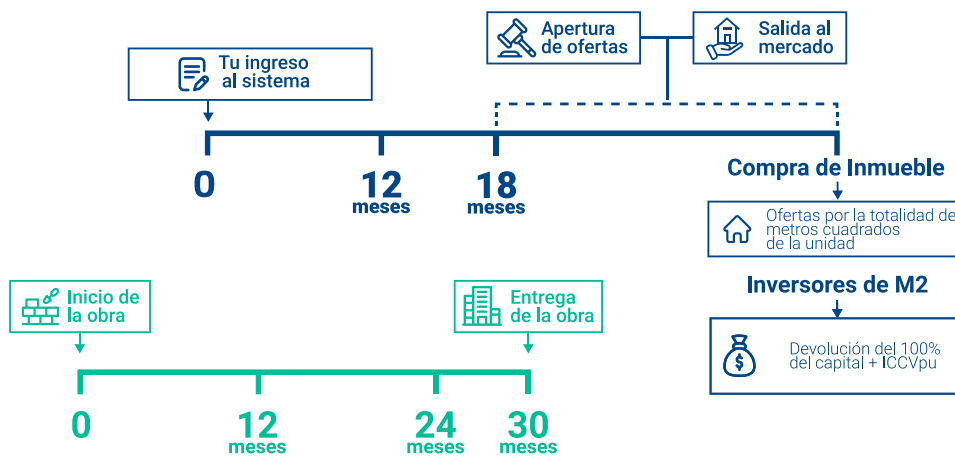 Apertura
de ofertas
Salida al
mercado
Tu ingreso
al sistema
0
12
meses
18
meses
Compra de Inmueble
Ofertas por la totalidad de
metros cuadrados
de la unidad
Inversores de M2
$
Devolución del 100%
del capital + ICCVpu
Inicio de
la obra
Entrega
de la obra
0
12
meses
24
meses
30
meses